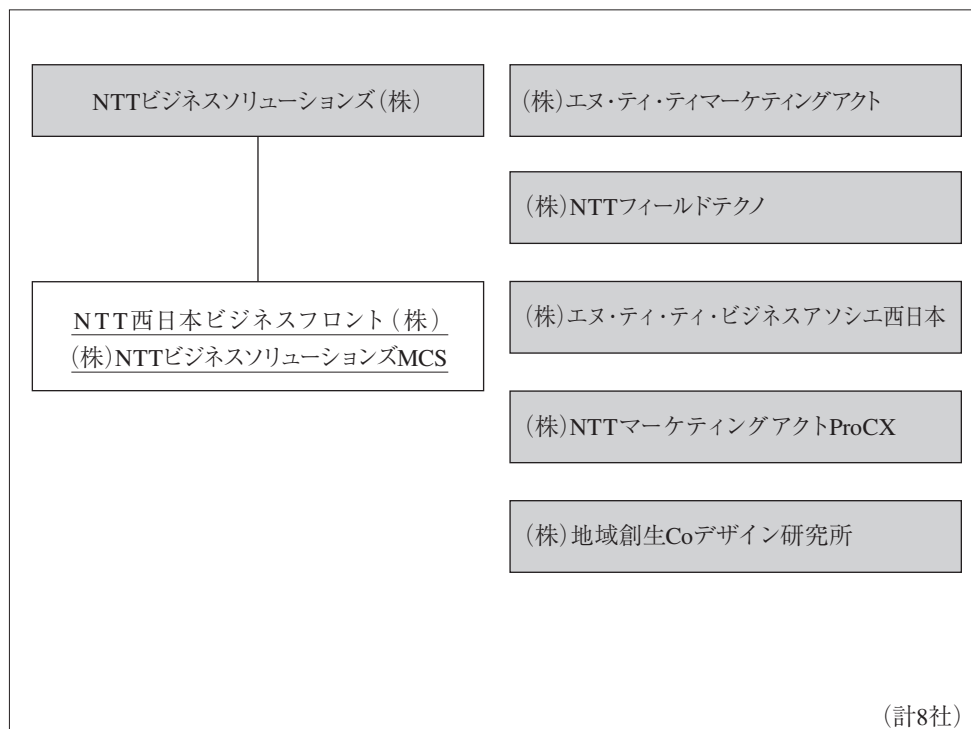 NTTビジネスソリューションズ(株)
NTT西日本ビジネスフロント(株)
(株)NTTビジネスソリューションズMCS
(株)エヌ・ティ・ティマーケティングアクト
(株)NTTフィールドテクノ
(株)エヌ・ティ・ティ・ビジネスアソシエ西日本
(株)NTTマーケティングアクトProCX
(株)地域創生Coデザイン研究所
(計8社)